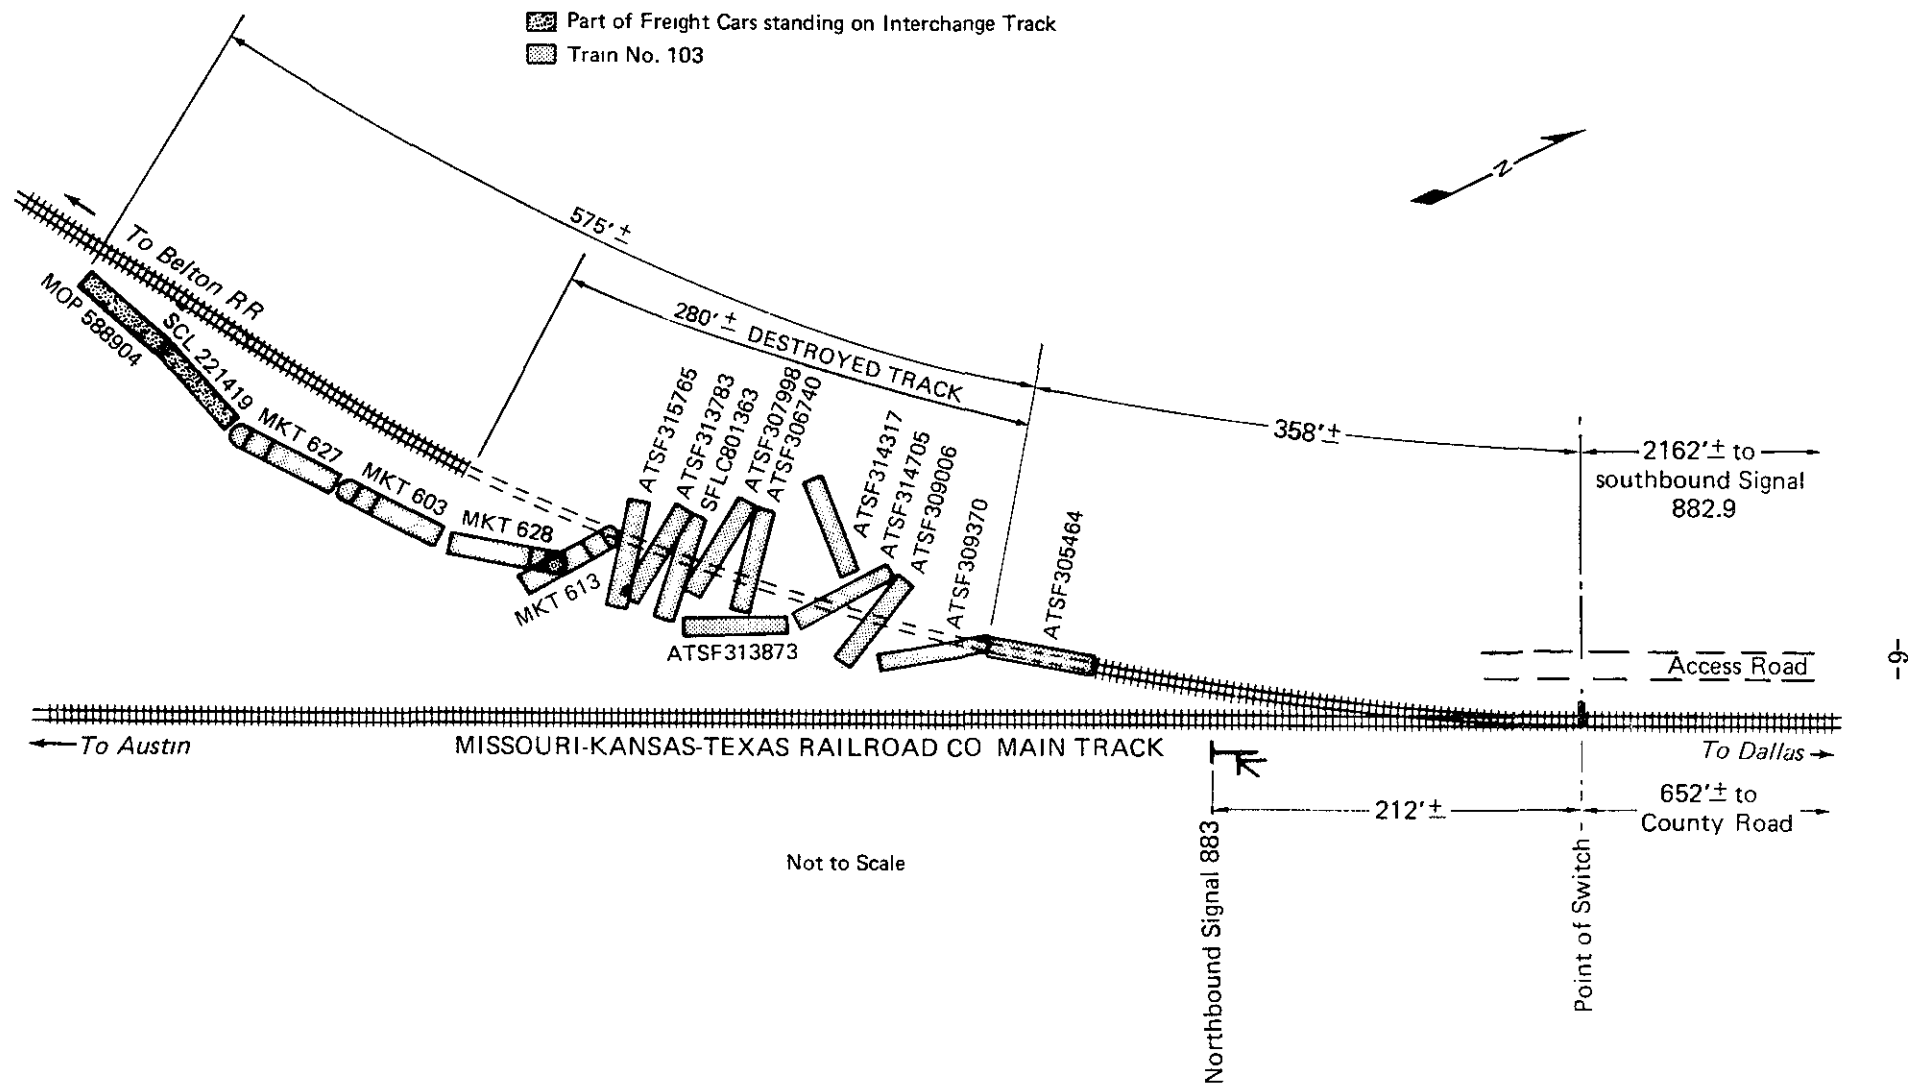 Part of Freight Cars standing on Interchange Track
Train No. 103
N
575'±
280'± DESTROYED TRACK
358'±
2162'± to
southbound Signal
882.9
To Belton RR
MOP 588904
SCL 221419
MKT 627
MKT 603
MKT 628
MKT 613
ATSF315765
ATSF313783
SFLC801363
ATSF307998
ATSF306740
ATSF314317
ATSF314705
ATSF309006
ATSF309370
ATSF305464
ATSF313873
Access Road
-9-
To Austin
MISSOURI-KANSAS-TEXAS RAILROAD CO MAIN TRACK
To Dallas
212'±
652'± to
County Road
Not to Scale
Northbound Signal 883
Point of Switch